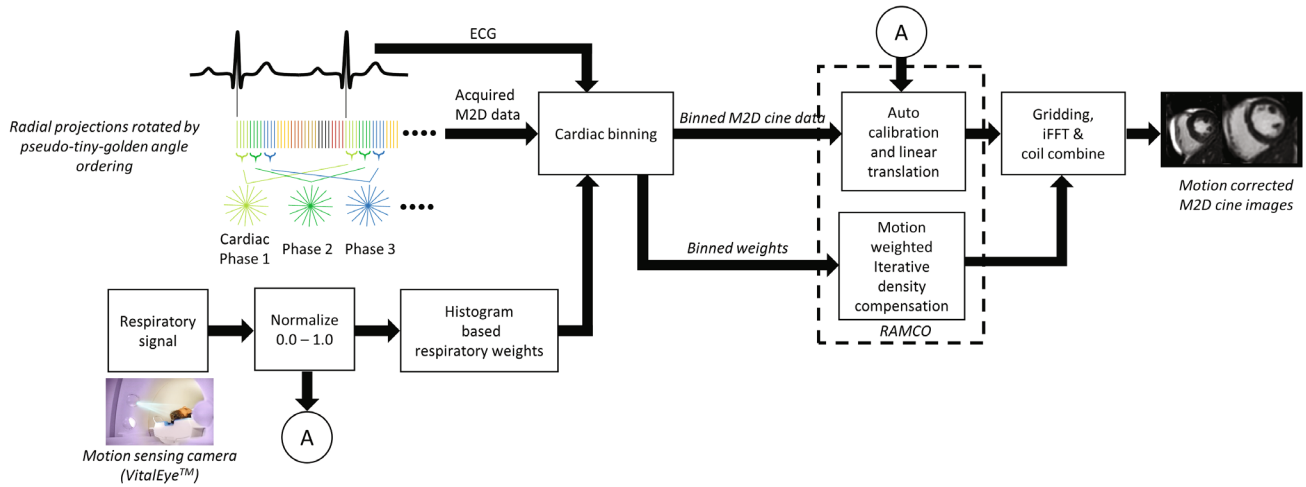 ECG
A
Radial projections rotated by
pseudo-tiny-golden angle
ordering
Acquired
M2D data
Cardiac binning
Binned M2D cine data
Auto
calibration
and linear
translation
Gridding,
iFFT &
coil combine
Motion corrected
M2D cine images
Cardiac
Phase 1
Phase 2
Phase 3
Binned weights
Motion
weighted
Iterative
density
compensation
RAMCO
Respiratory
signal
Normalize
0.0 – 1.0
Histogram
based
respiratory weights
A
Motion sensing camera
(VitalEye™)